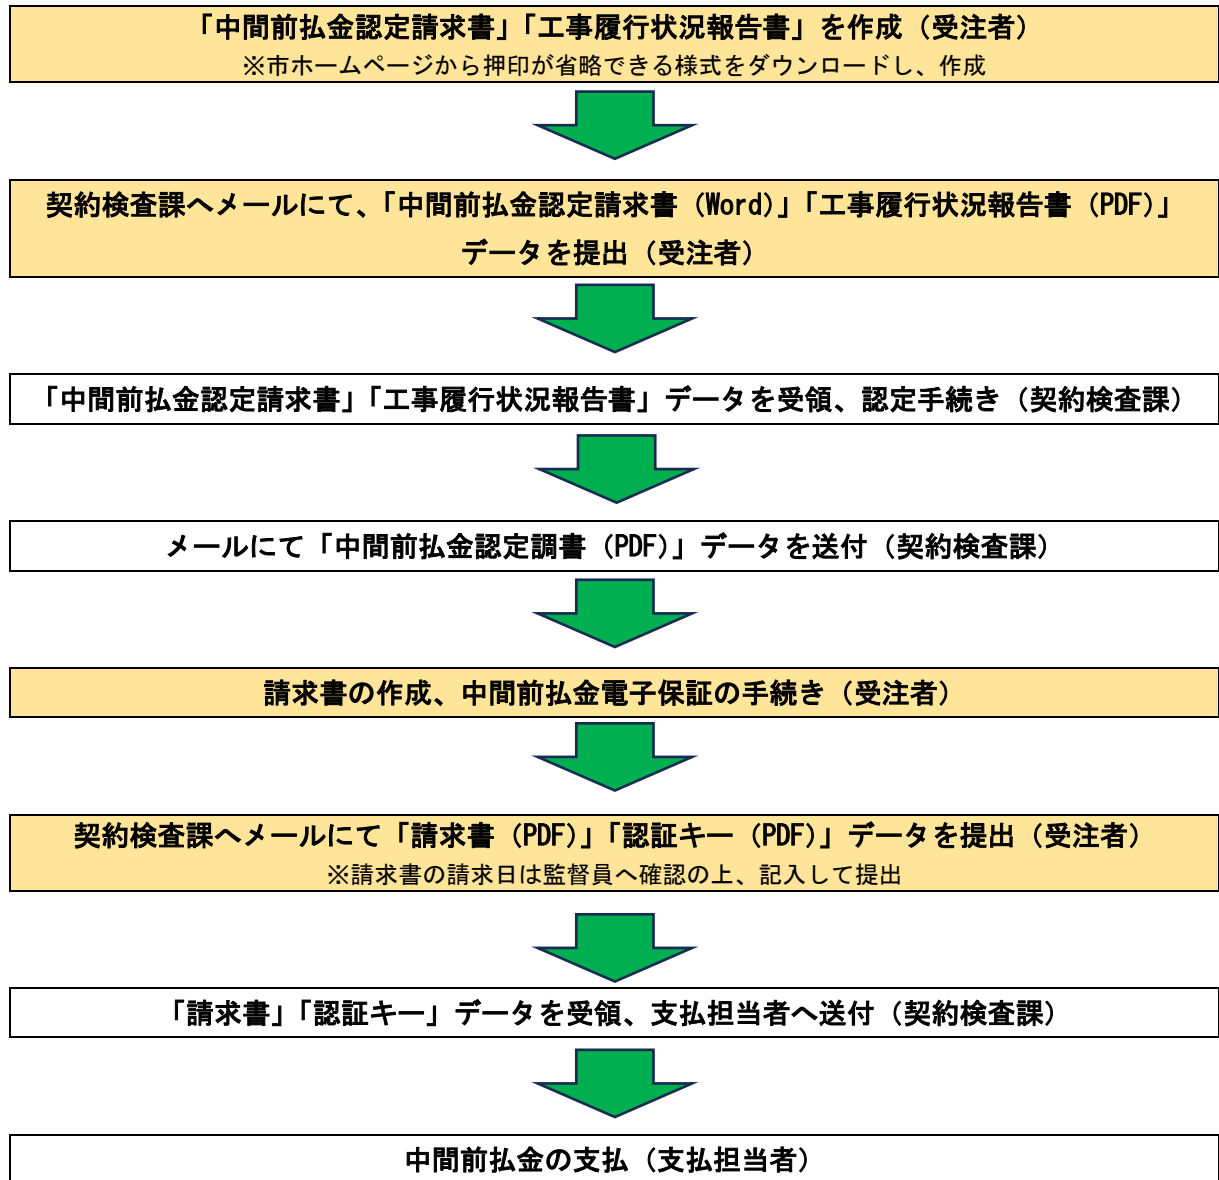 「中間前払金認定請求書」「工事履行状況報告書」を作成（受注者）
※市ホームページから押印が省略できる様式をダウンロードし、作成
契約検査課へメールにて、「中間前払金認定請求書（Word）」「工事履行状況報告書（PDF）」
データを提出（受注者）
「中間前払金認定請求書」「工事履行状況報告書」データを受領、認定手続き（契約検査課）
メールにて「中間前払金認定調書（PDF）」データを送付（契約検査課）
請求書の作成、中間前払金電子保証の手続き（受注者）
契約検査課へメールにて「請求書（PDF）」「認証キー（PDF）」データを提出（受注者）
※請求書の請求日は監督員へ確認の上、記入して提出
「請求書」「認証キー」データを受領、支払担当者へ送付（契約検査課）
中間前払金の支払（支払担当者）